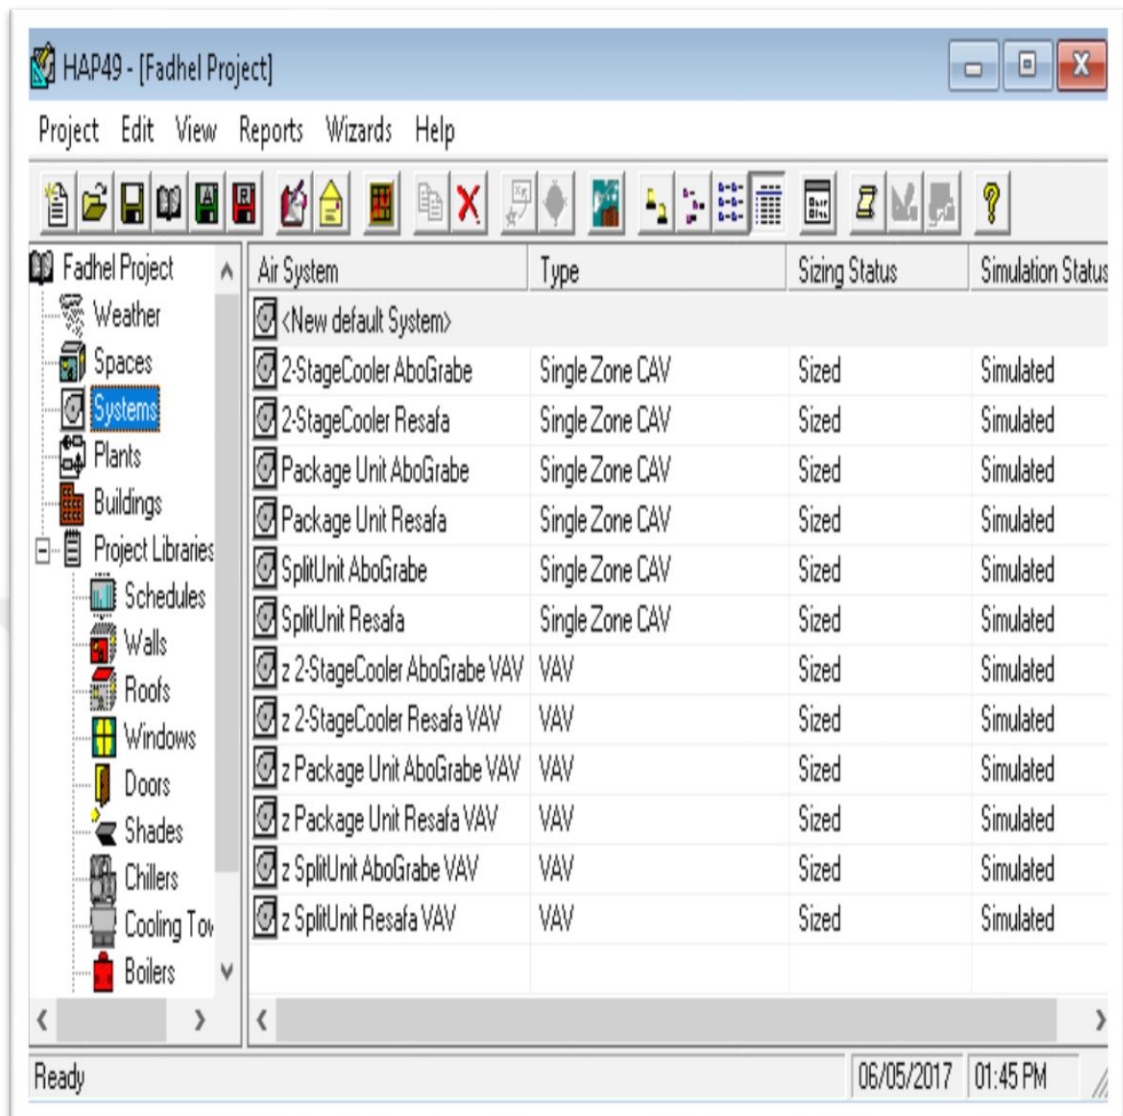 HAP49 - [Fadhel Project]
Project Edit View Reports Wizards Help
Fadhel Project
Weather
Spaces
Systems
Plants
Buildings
Project Libraries
Schedules
Walls
Roofs
Windows
Doors
Shades
Chillers
Cooling Tov
Boilers
Air System Type Sizing Status Simulation Status
<New default System>
2-StageCooler AboGrabe Single Zone CAV Sized Simulated
2-StageCooler Resafa Single Zone CAV Sized Simulated
Package Unit AboGrabe Single Zone CAV Sized Simulated
Package Unit Resafa Single Zone CAV Sized Simulated
SplitUnit AboGrabe Single Zone CAV Sized Simulated
SplitUnit Resafa Single Zone CAV Sized Simulated
z 2-StageCooler AboGrabe VAV VAV Sized Simulated
z 2-StageCooler Resafa VAV VAV Sized Simulated
z Package Unit AboGrabe VAV VAV Sized Simulated
z Package Unit Resafa VAV VAV Sized Simulated
z SplitUnit AboGrabe VAV VAV Sized Simulated
z SplitUnit Resafa VAV VAV Sized Simulated
Ready 06/05/2017 01:45 PM